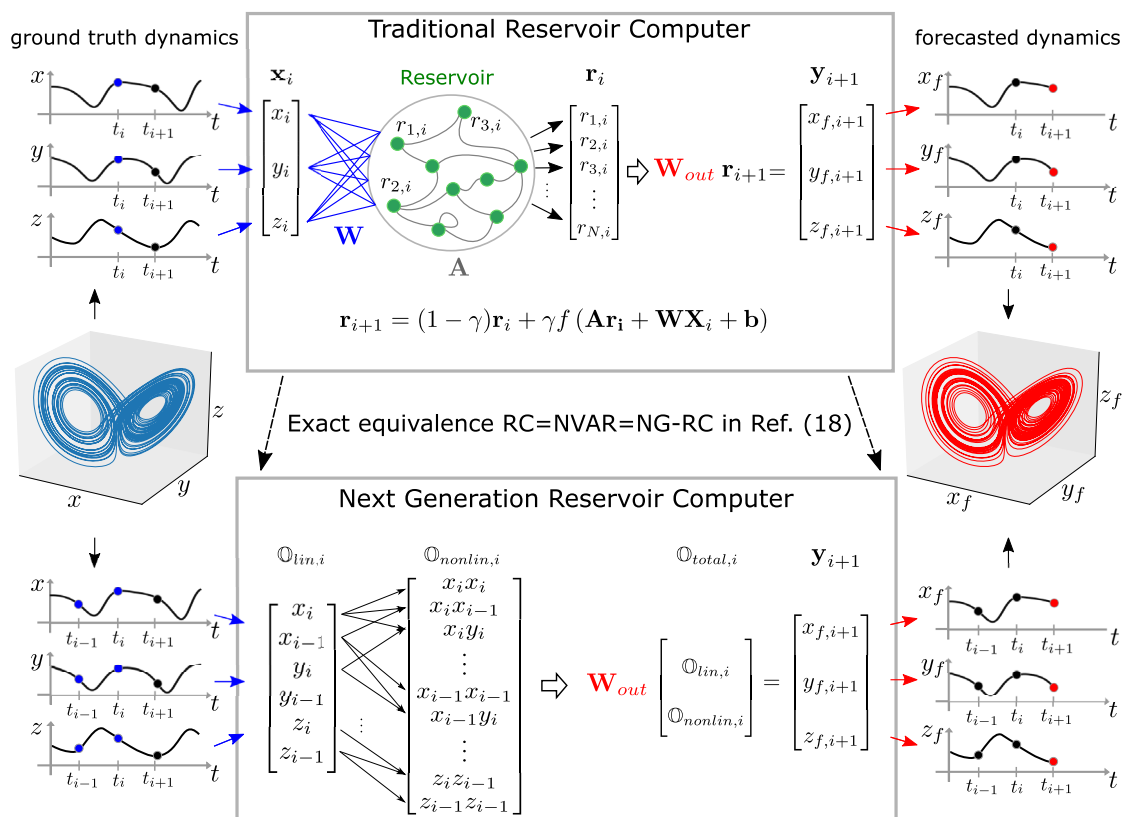 Traditional Reservoir Computer
ground truth dynamics
forecasted dynamics
x
t_i t_{i+1} t
y
t_i t_{i+1} t
z
t_i t_{i+1} t
𝐱_i
x_i
y_i
z_i
𝐖
Reservoir
r_{1,i}
r_{3,i}
r_{2,i}
𝐀
𝐫_i
r_{1,i}
r_{2,i}
r_{3,i}
⋮
r_{N,i}
𝐖_{out} 𝐫_{i+1}=
𝐲_{i+1}
x_{f,i+1}
y_{f,i+1}
z_{f,i+1}
x_f
t_i t_{i+1} t
y_f
t_i t_{i+1} t
z_f
t_i t_{i+1} t
𝐫_{i+1} = (1 − γ)𝐫_i + γf (𝐀𝐫_𝐢 + 𝐖𝐗_i + 𝐛)
x y z
Exact equivalence RC=NVAR=NG-RC in Ref. (18)
x_f y_f z_f
Next Generation Reservoir Computer
x
t_{i−1} t_i t_{i+1} t
y
t_{i−1} t_i t_{i+1} t
z
t_{i−1} t_i t_{i+1} t
𝕆_{lin,i}
x_i
x_{i−1}
y_i
y_{i−1}
z_i
z_{i−1}
𝕆_{nonlin,i}
x_i x_i
x_i x_{i−1}
x_i y_i
⋮
x_{i−1} x_{i−1}
x_{i−1} y_i
⋮
z_i z_{i−1}
z_{i−1} z_{i−1}
𝐖_{out}
𝕆_{total,i}
𝕆_{lin,i}
𝕆_{nonlin,i}
=
𝐲_{i+1}
x_{f,i+1}
y_{f,i+1}
z_{f,i+1}
x_f
t_{i−1} t_i t_{i+1} t
y_f
t_{i−1} t_i t_{i+1} t
z_f
t_{i−1} t_i t_{i+1} t